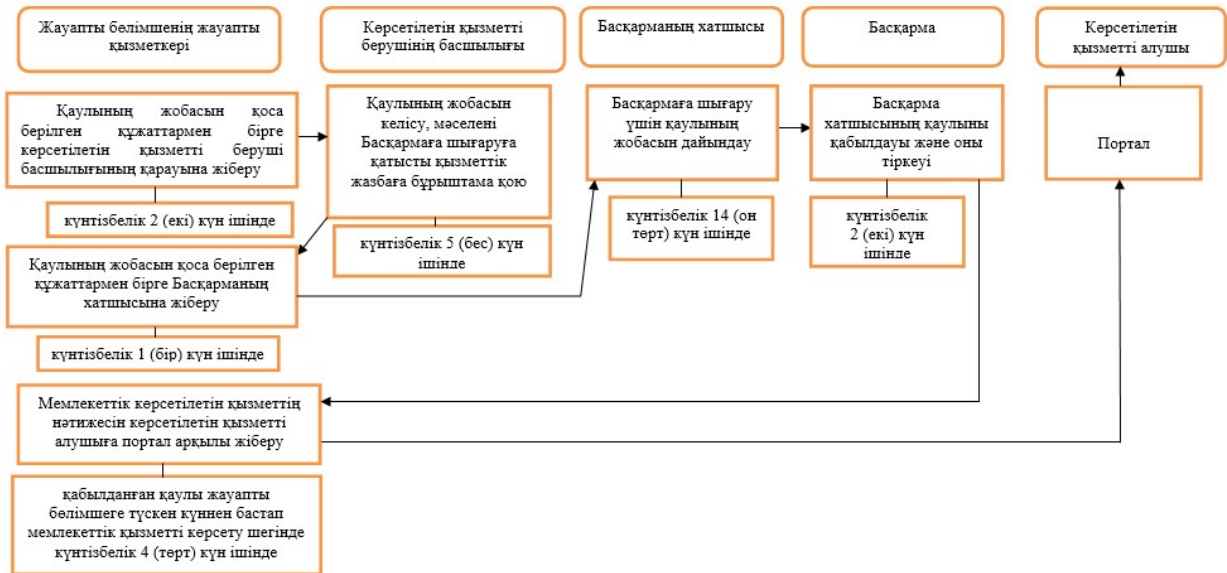 Жауапты бөлімшенің жауапты
қызметкері
Көрсетілетін қызметті
берушінің басшылығы
Басқарманың хатшысы
Басқарма
Көрсетілетін
қызметті алушы
Қаулының жобасын қоса
берілген құжаттармен бірге
көрсетілетін қызметті беруші
басшылығының қарауына жіберу
күнтізбелік 2 (екі) күн ішінде
Қаулының жобасын
келісу, мәселені
Басқармаға шығаруға
қатысты қызметтік
жазбаға бұрыштама қою
күнтізбелік 5 (бес) күн
ішінде
Басқармаға шығару
үшін қаулының
жобасын дайындау
күнтізбелік 14 (он
төрт) күн ішінде
Басқарма
хатшысының қаулыны
қабылдауы және оны
тіркеуі
күнтізбелік
2 (екі) күн
ішінде
Портал
Қаулының жобасын қоса берілген
құжаттармен бірге Басқарманың
хатшысына жіберу
күнтізбелік 1 (бір) күн ішінде
Мемлекеттік көрсетілетін қызметтің
нәтижесін көрсетілетін қызметті
алушыға портал арқылы жіберу
қабылданған қаулы жауапты
бөлімшеге түскен күннен бастап
мемлекеттік қызметті көрсету шегінде
күнтізбелік 4 (төрт) күн ішінде